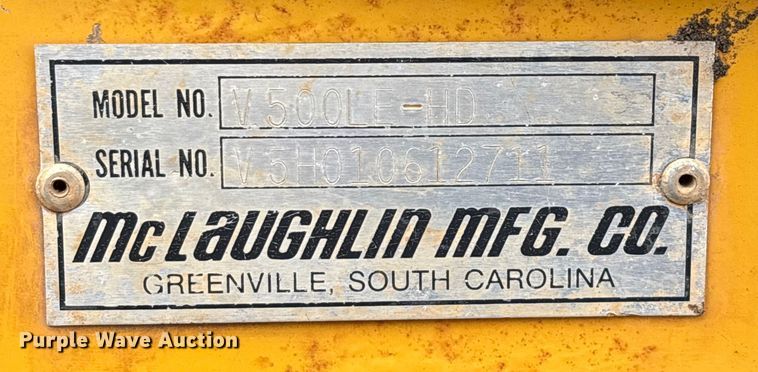 MODEL NO. V500LE-HD
SERIAL NO. V5H010612711
McLaughlin MFG. CO.
GREENVILLE, SOUTH CAROLINA
Purple Wave Auction